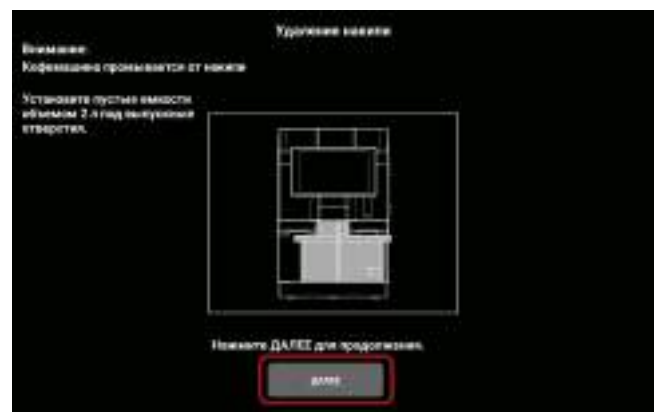 Удаление накипи
Внимание:
Кофемашина промывается от накипи
Установите пустые емкости
объемом 2 л под выпускные
отверстия.
Нажмите ДАЛЕЕ для продолжения.
ДАЛЕЕ